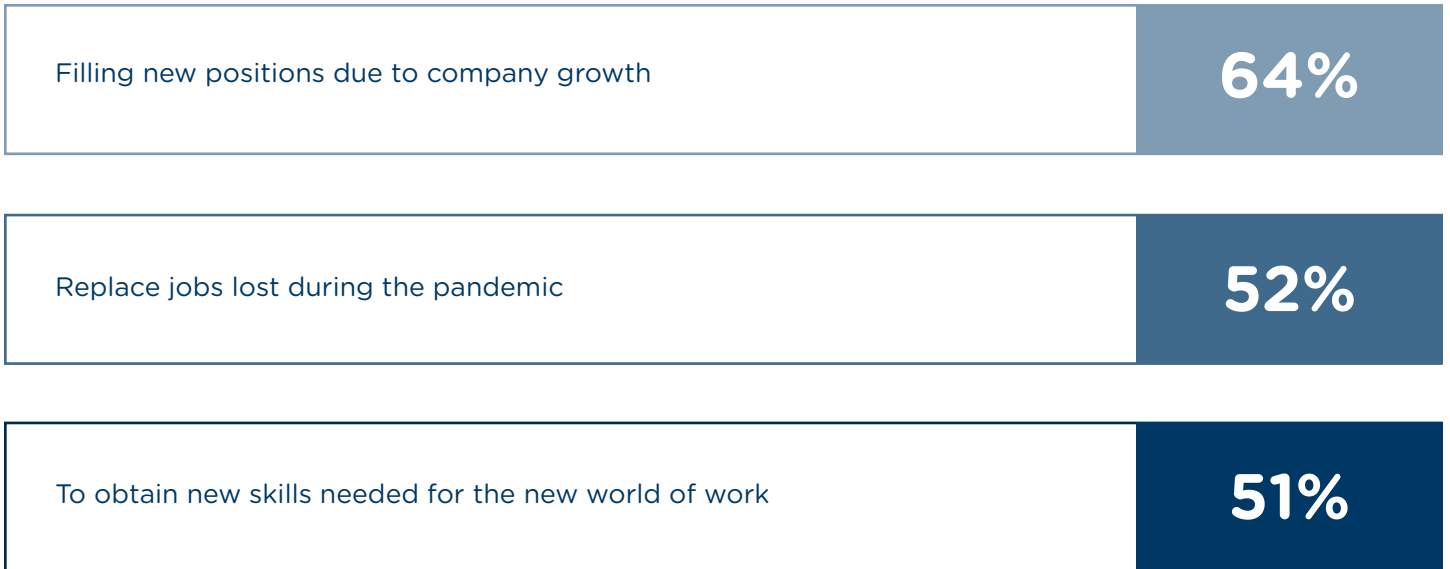 Filling new positions due to company growth
64%
Replace jobs lost during the pandemic
52%
To obtain new skills needed for the new world of work
51%